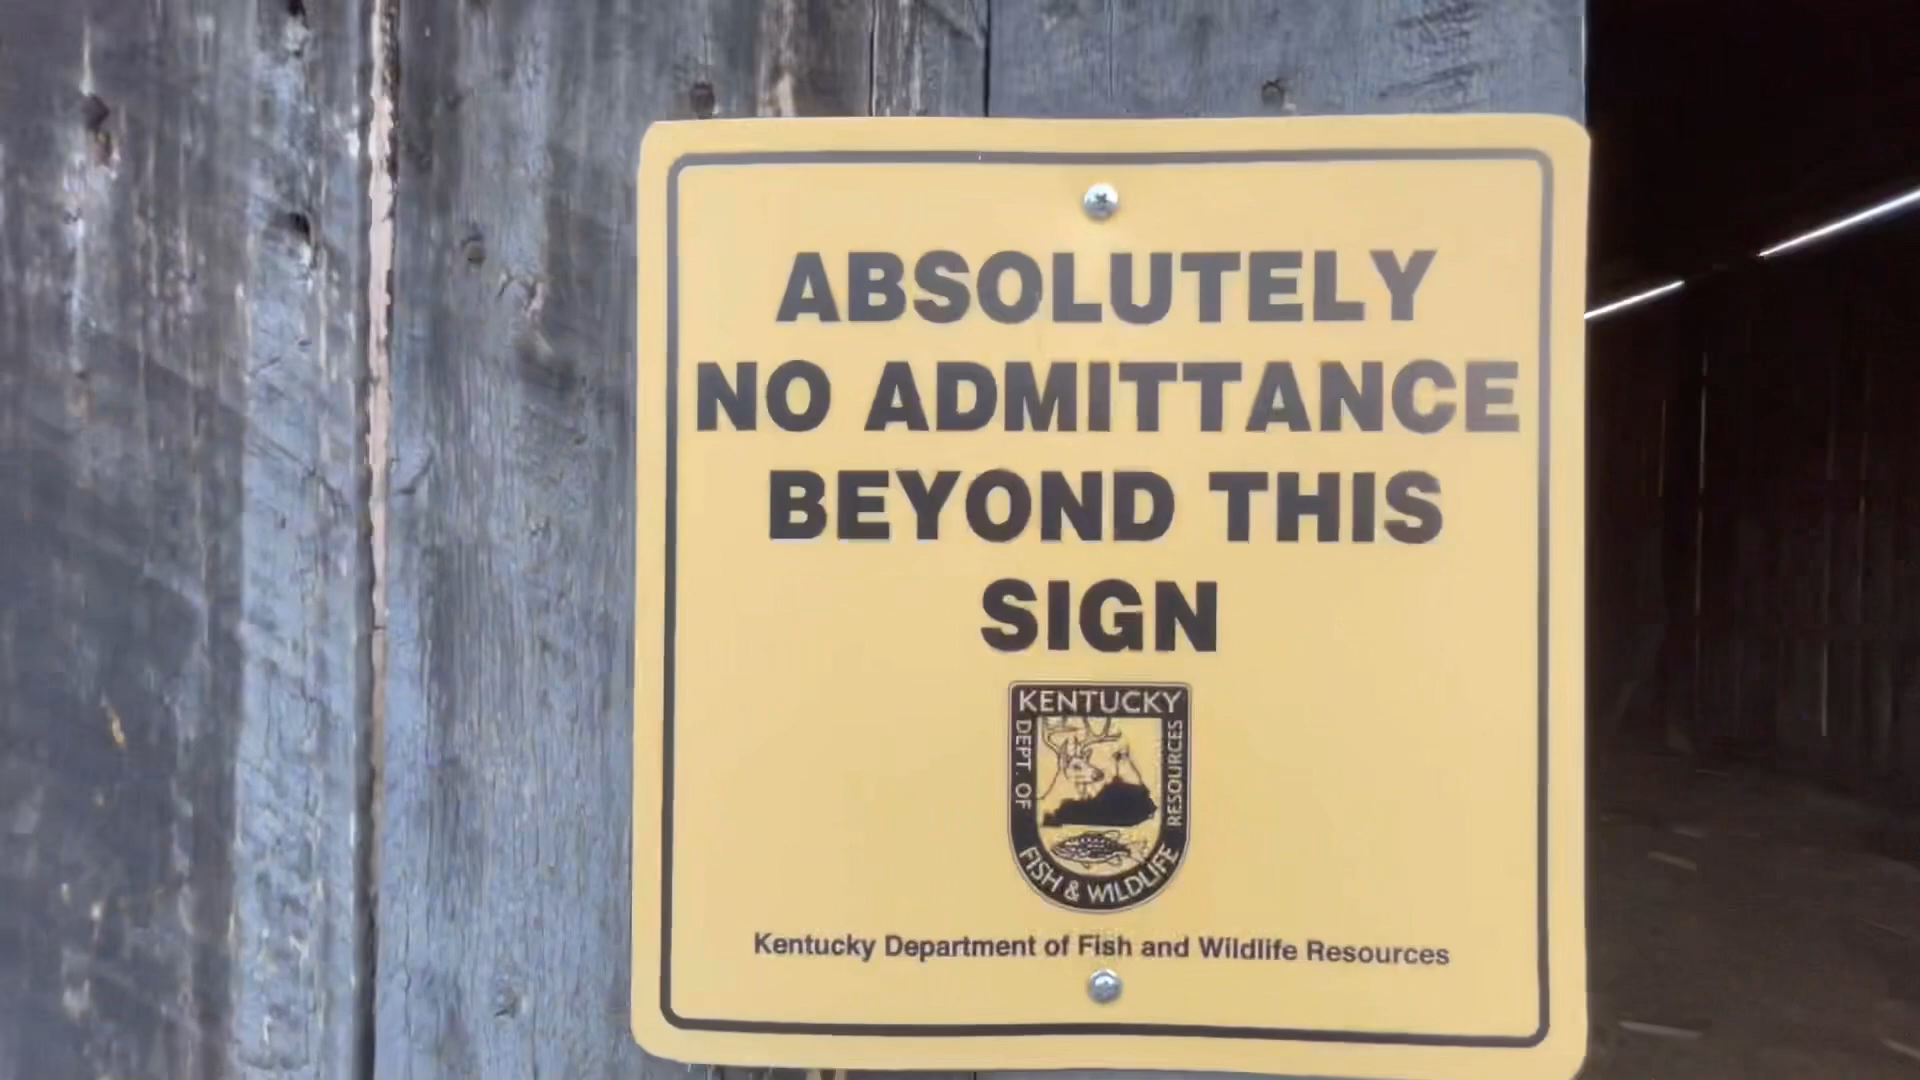 ABSOLUTELY
NO ADMITTANCE
BEYOND THIS
SIGN
KENTUCKY
DEPT. OF
FISH & WILDLIFE
RESOURCES
Kentucky Department of Fish and Wildlife Resources